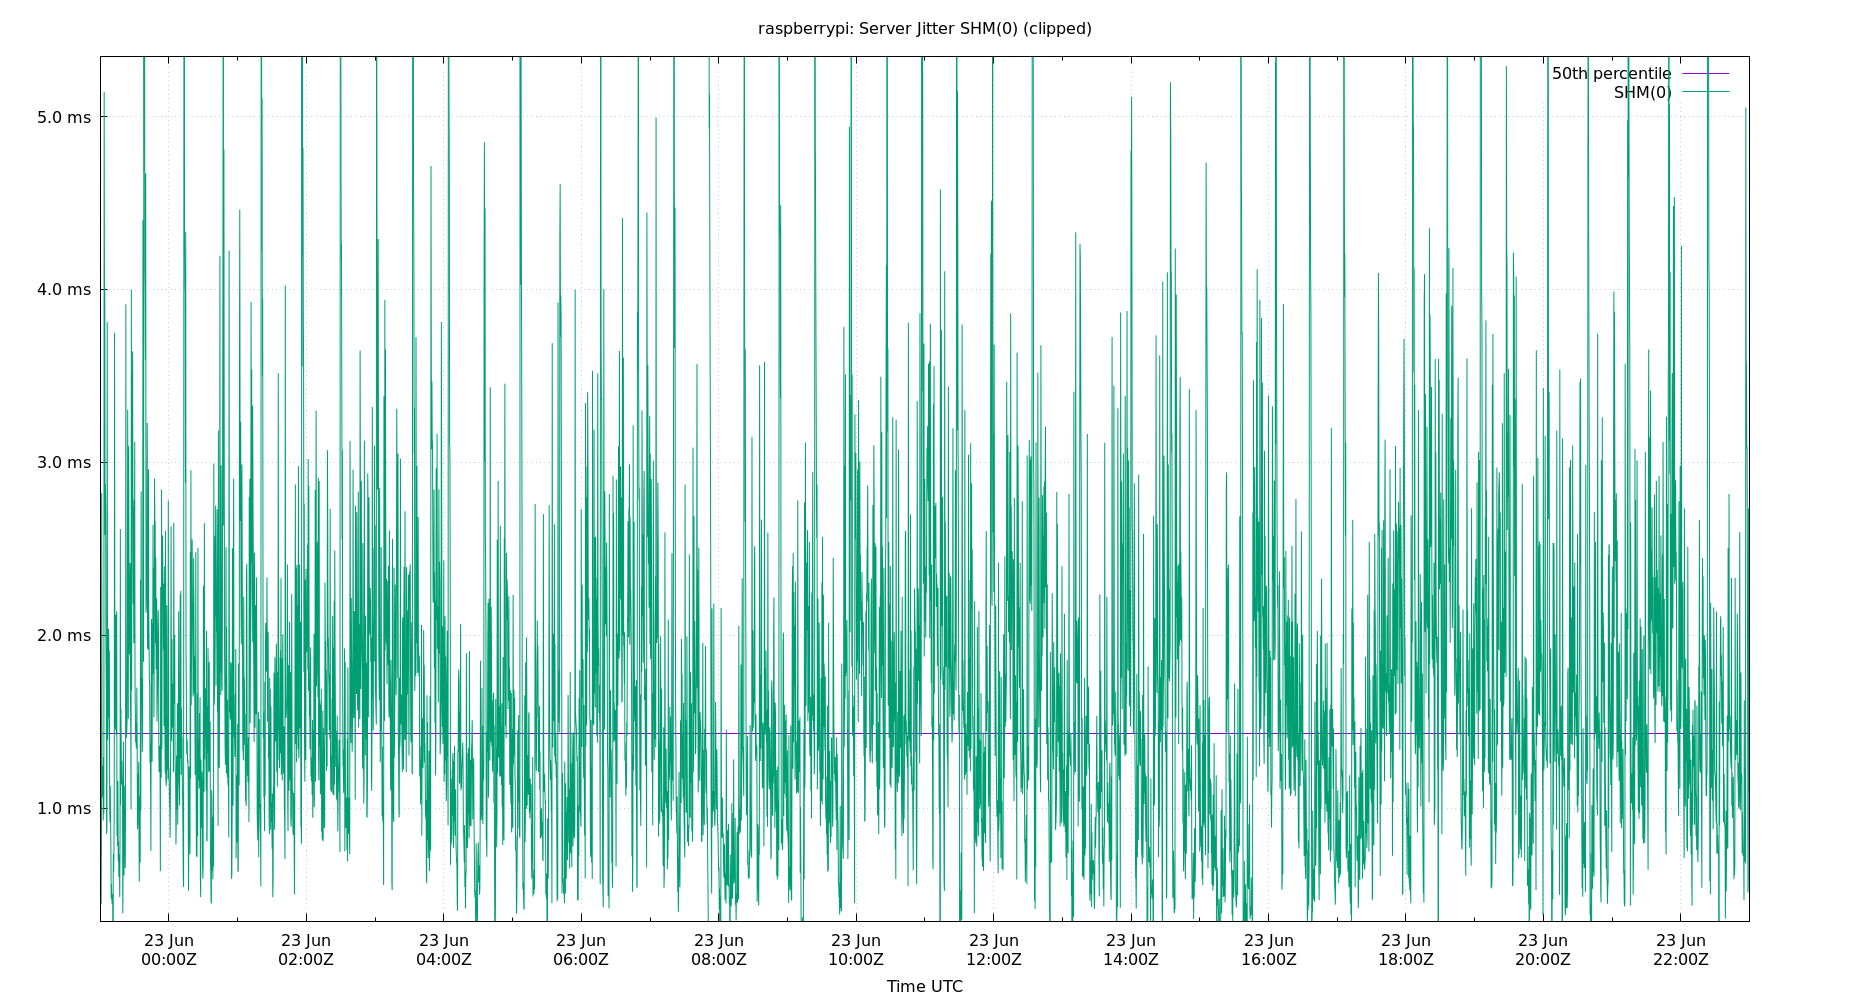 raspberrypi: Server Jitter SHM(0) (clipped)
50th percentile
SHM(0)
5.0 ms
4.0 ms
3.0 ms
2.0 ms
1.0 ms
23 Jun 23 Jun 23 Jun 23 Jun 23 Jun 23 Jun 23 Jun 23 Jun 23 Jun 23 Jun 23 Jun 23 Jun
00:00Z 02:00Z 04:00Z 06:00Z 08:00Z 10:00Z 12:00Z 14:00Z 16:00Z 18:00Z 20:00Z 22:00Z
Time UTC